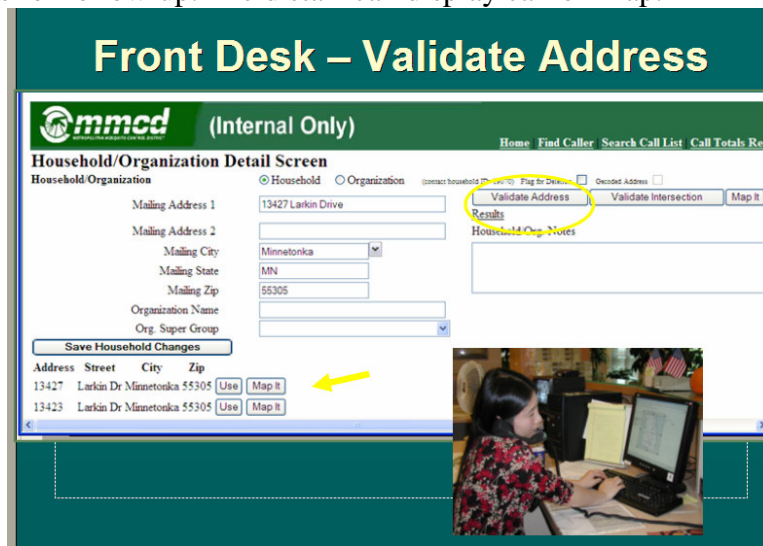 Front Desk – Validate Address
mmcd
METROPOLITAN MOSQUITO CONTROL DISTRICT
(Internal Only)
Home Find Caller Search Call List Call Totals Re
Household/Organization Detail Screen
Household/Organization Household Organization Flag for Deletion Geocoded Address
Mailing Address 1 13427 Larkin Drive Validate Address Validate Intersection Map It
Results
Mailing Address 2 Household/Org. Notes
Mailing City Minnetonka
Mailing State MN
Mailing Zip 55305
Organization Name
Org. Super Group
Save Household Changes
Address Street City Zip
13427 Larkin Dr Minnetonka 55305 Use Map It
13423 Larkin Dr Minnetonka 55305 Use Map It